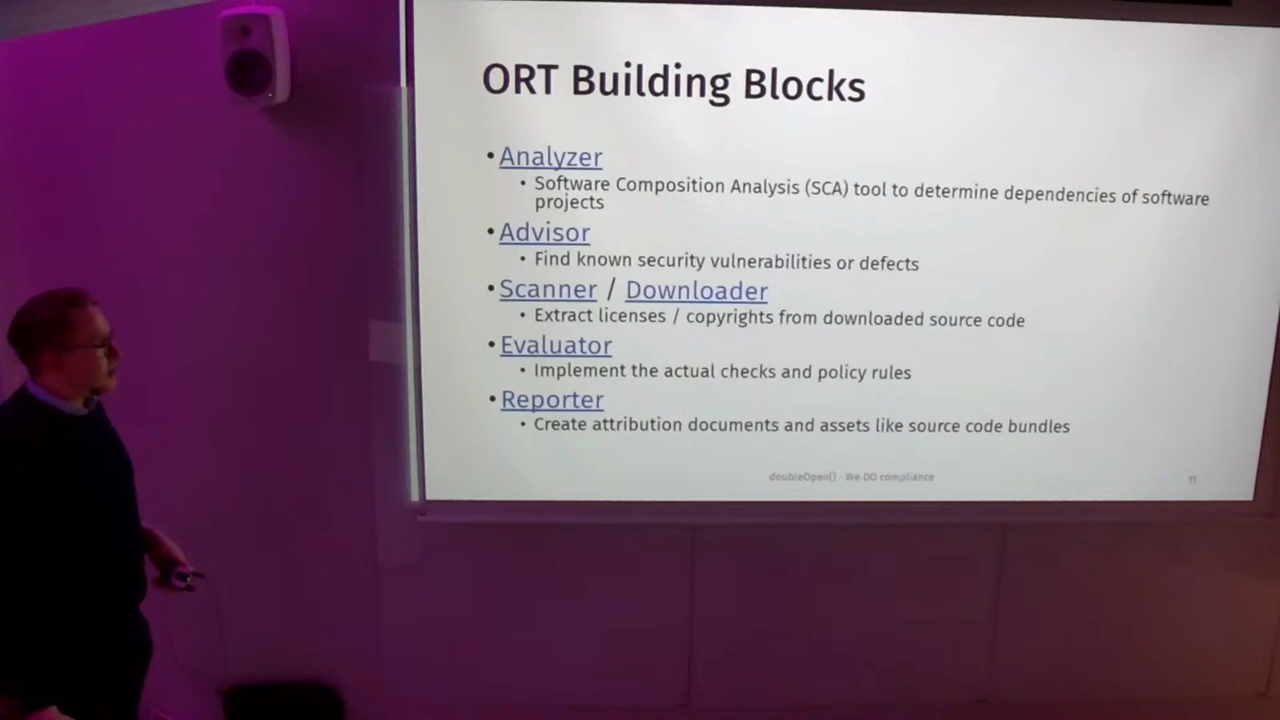 ORT Building Blocks
• Analyzer
• Software Composition Analysis (SCA) tool to determine dependencies of software
projects
• Advisor
• Find known security vulnerabilities or defects
• Scanner / Downloader
• Extract licenses / copyrights from downloaded source code
• Evaluator
• Implement the actual checks and policy rules
• Reporter
• Create attribution documents and assets like source code bundles
doubleOpen() - We DO compliance
11